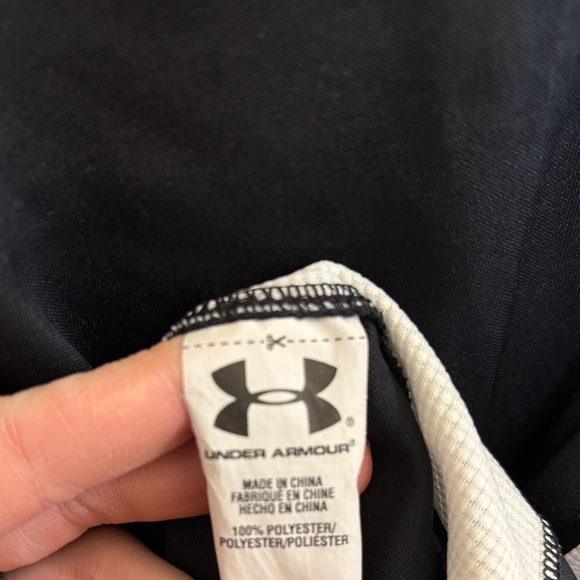 UNDER ARMOUR®
MADE IN CHINA
FABRIQUÉ EN CHINE
HECHO EN CHINA
100% POLYESTER/
POLYESTER/POLIÉSTER